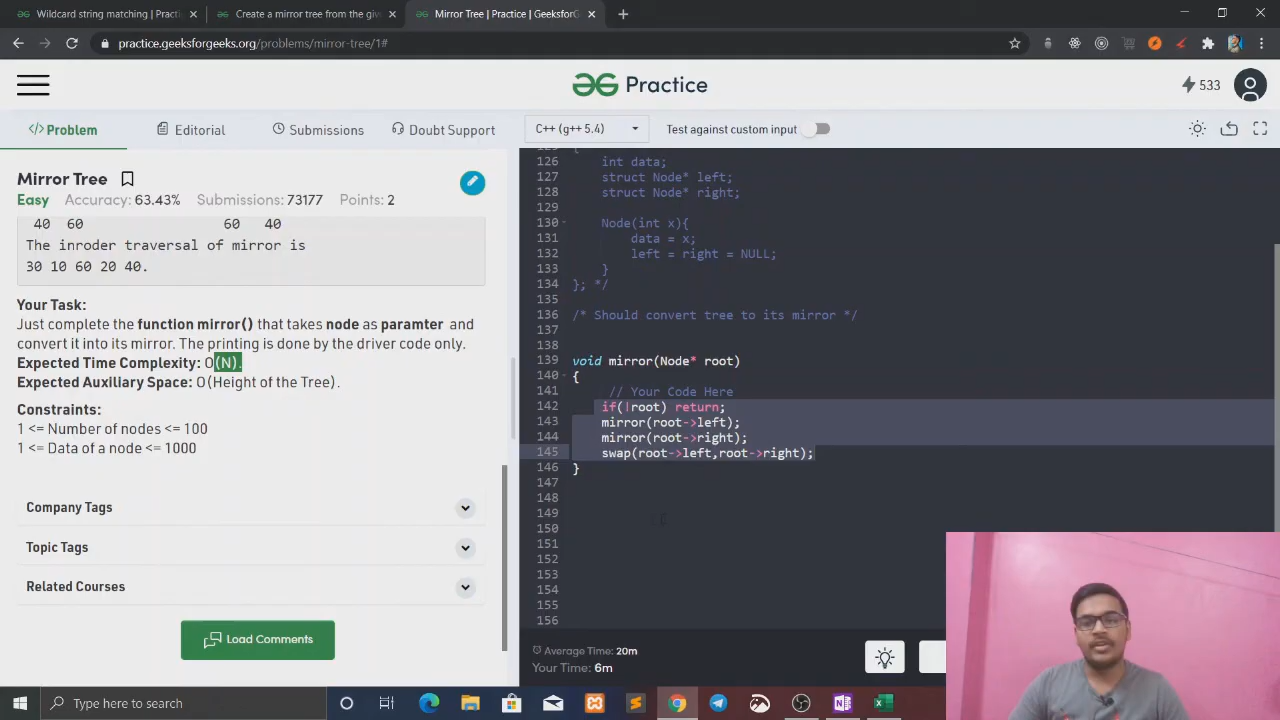 Wildcard string matching | Practi
Create a mirror tree from the give
Mirror Tree | Practice | GeeksforG
practice.geeksforgeeks.org/problems/mirror-tree/1#
Practice
533
</>Problem
Editorial
Submissions
Doubt Support
C++ (g++ 5.4)
Test against custom input
Mirror Tree
Easy Accuracy: 63.43% Submissions: 73177 Points: 2
40 60 60 40
The inroder traversal of mirror is
30 10 60 20 40.
Your Task:
Just complete the function mirror() that takes node as paramter and
convert it into its mirror. The printing is done by the driver code only.
Expected Time Complexity: O(N).
Expected Auxiliary Space: O(Height of the Tree).
Constraints:
1 <= Number of nodes <= 100
1 <= Data of a node <= 1000
Company Tags
Topic Tags
Related Courses
Load Comments
125 {
126 int data;
127 struct Node* left;
128 struct Node* right;
129
130 Node(int x){
131 data = x;
132 left = right = NULL;
133 }
134 }; */
135
136 /* Should convert tree to its mirror */
137
138
139 void mirror(Node* root)
140 {
141 // Your Code Here
142 if(!root) return;
143 mirror(root->left);
144 mirror(root->right);
145 swap(root->left,root->right);
146 }
147
148
149
150
151
152
153
154
155
156
Average Time: 20m
Your Time: 6m
Type here to search